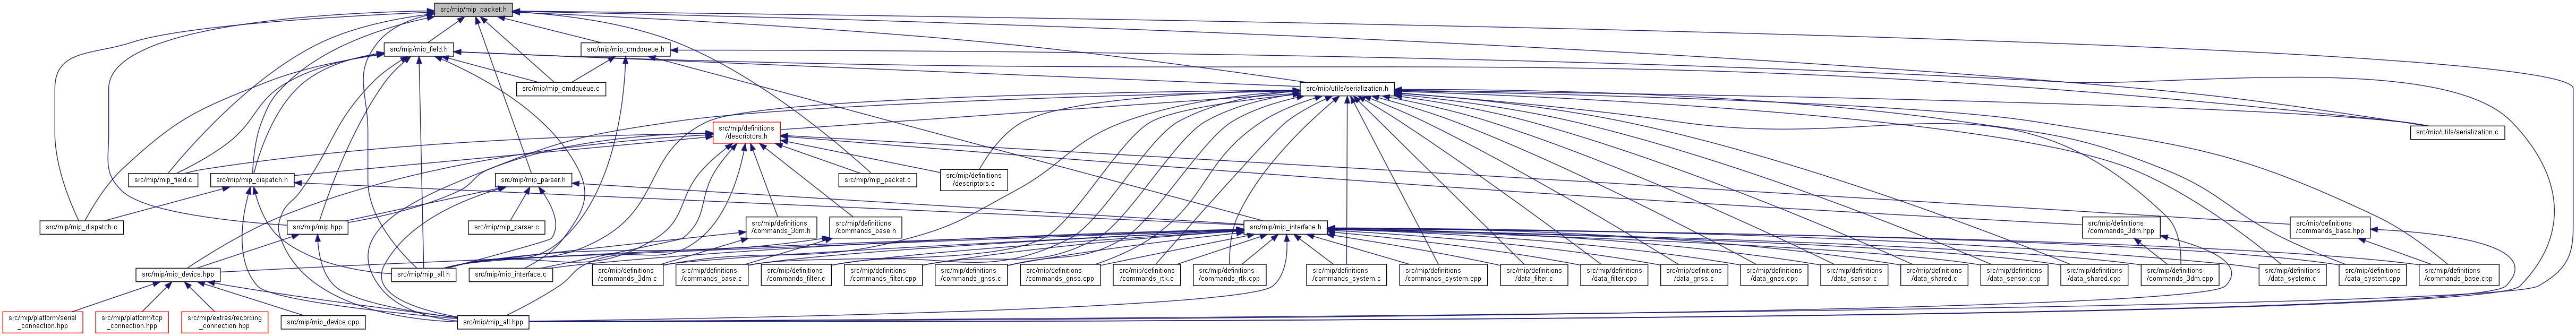 src/mip/mip_packet.h
src/mip/mip_field.h
src/mip/mip_cmdqueue.h
src/mip/mip_cmdqueue.c
src/mip/utils/serialization.h
src/mip/definitions
/descriptors.h
src/mip/utils/serialization.c
src/mip/mip_field.c
src/mip/mip_dispatch.h
src/mip/mip_parser.h
src/mip/mip_packet.c
src/mip/definitions
/descriptors.c
src/mip/mip_dispatch.c
src/mip/mip.hpp
src/mip/mip_parser.c
src/mip/definitions
/commands_3dm.h
src/mip/definitions
/commands_base.h
src/mip/mip_interface.h
src/mip/definitions
/commands_3dm.hpp
src/mip/definitions
/commands_base.hpp
src/mip/mip_device.hpp
src/mip/mip_all.h
src/mip/mip_interface.c
src/mip/definitions
/commands_3dm.c
src/mip/definitions
/commands_base.c
src/mip/definitions
/commands_filter.c
src/mip/definitions
/commands_filter.cpp
src/mip/definitions
/commands_gnss.c
src/mip/definitions
/commands_gnss.cpp
src/mip/definitions
/commands_rtk.c
src/mip/definitions
/commands_rtk.cpp
src/mip/definitions
/commands_system.c
src/mip/definitions
/commands_system.cpp
src/mip/definitions
/data_filter.c
src/mip/definitions
/data_filter.cpp
src/mip/definitions
/data_gnss.c
src/mip/definitions
/data_gnss.cpp
src/mip/definitions
/data_sensor.c
src/mip/definitions
/data_shared.c
src/mip/definitions
/data_sensor.cpp
src/mip/definitions
/data_shared.cpp
src/mip/definitions
/commands_3dm.cpp
src/mip/definitions
/data_system.c
src/mip/definitions
/data_system.cpp
src/mip/definitions
/commands_base.cpp
src/mip/platform/serial
_connection.hpp
src/mip/platform/tcp
_connection.hpp
src/mip/extras/recording
_connection.hpp
src/mip/mip_device.cpp
src/mip/mip_all.hpp